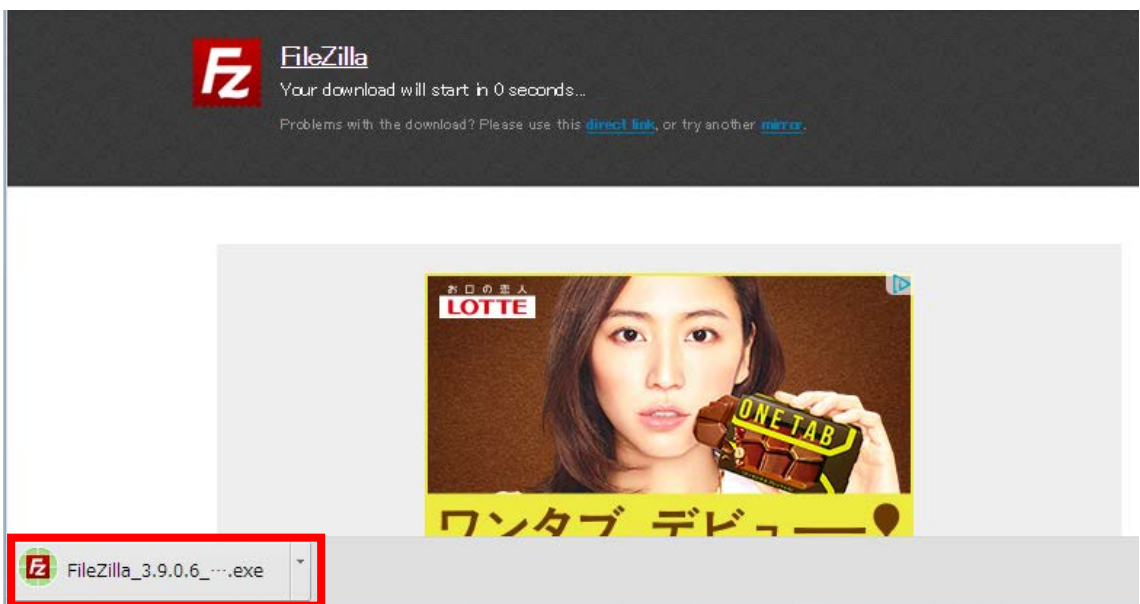 Fz
FileZilla
Your download will start in 0 seconds...
Problems with the download? Please use this direct link, or try another mirror.
お口の恋人
LOTTE
ONE TAB
ワンタブ デビュー
Fz FileZilla_3.9.0.6_….exe